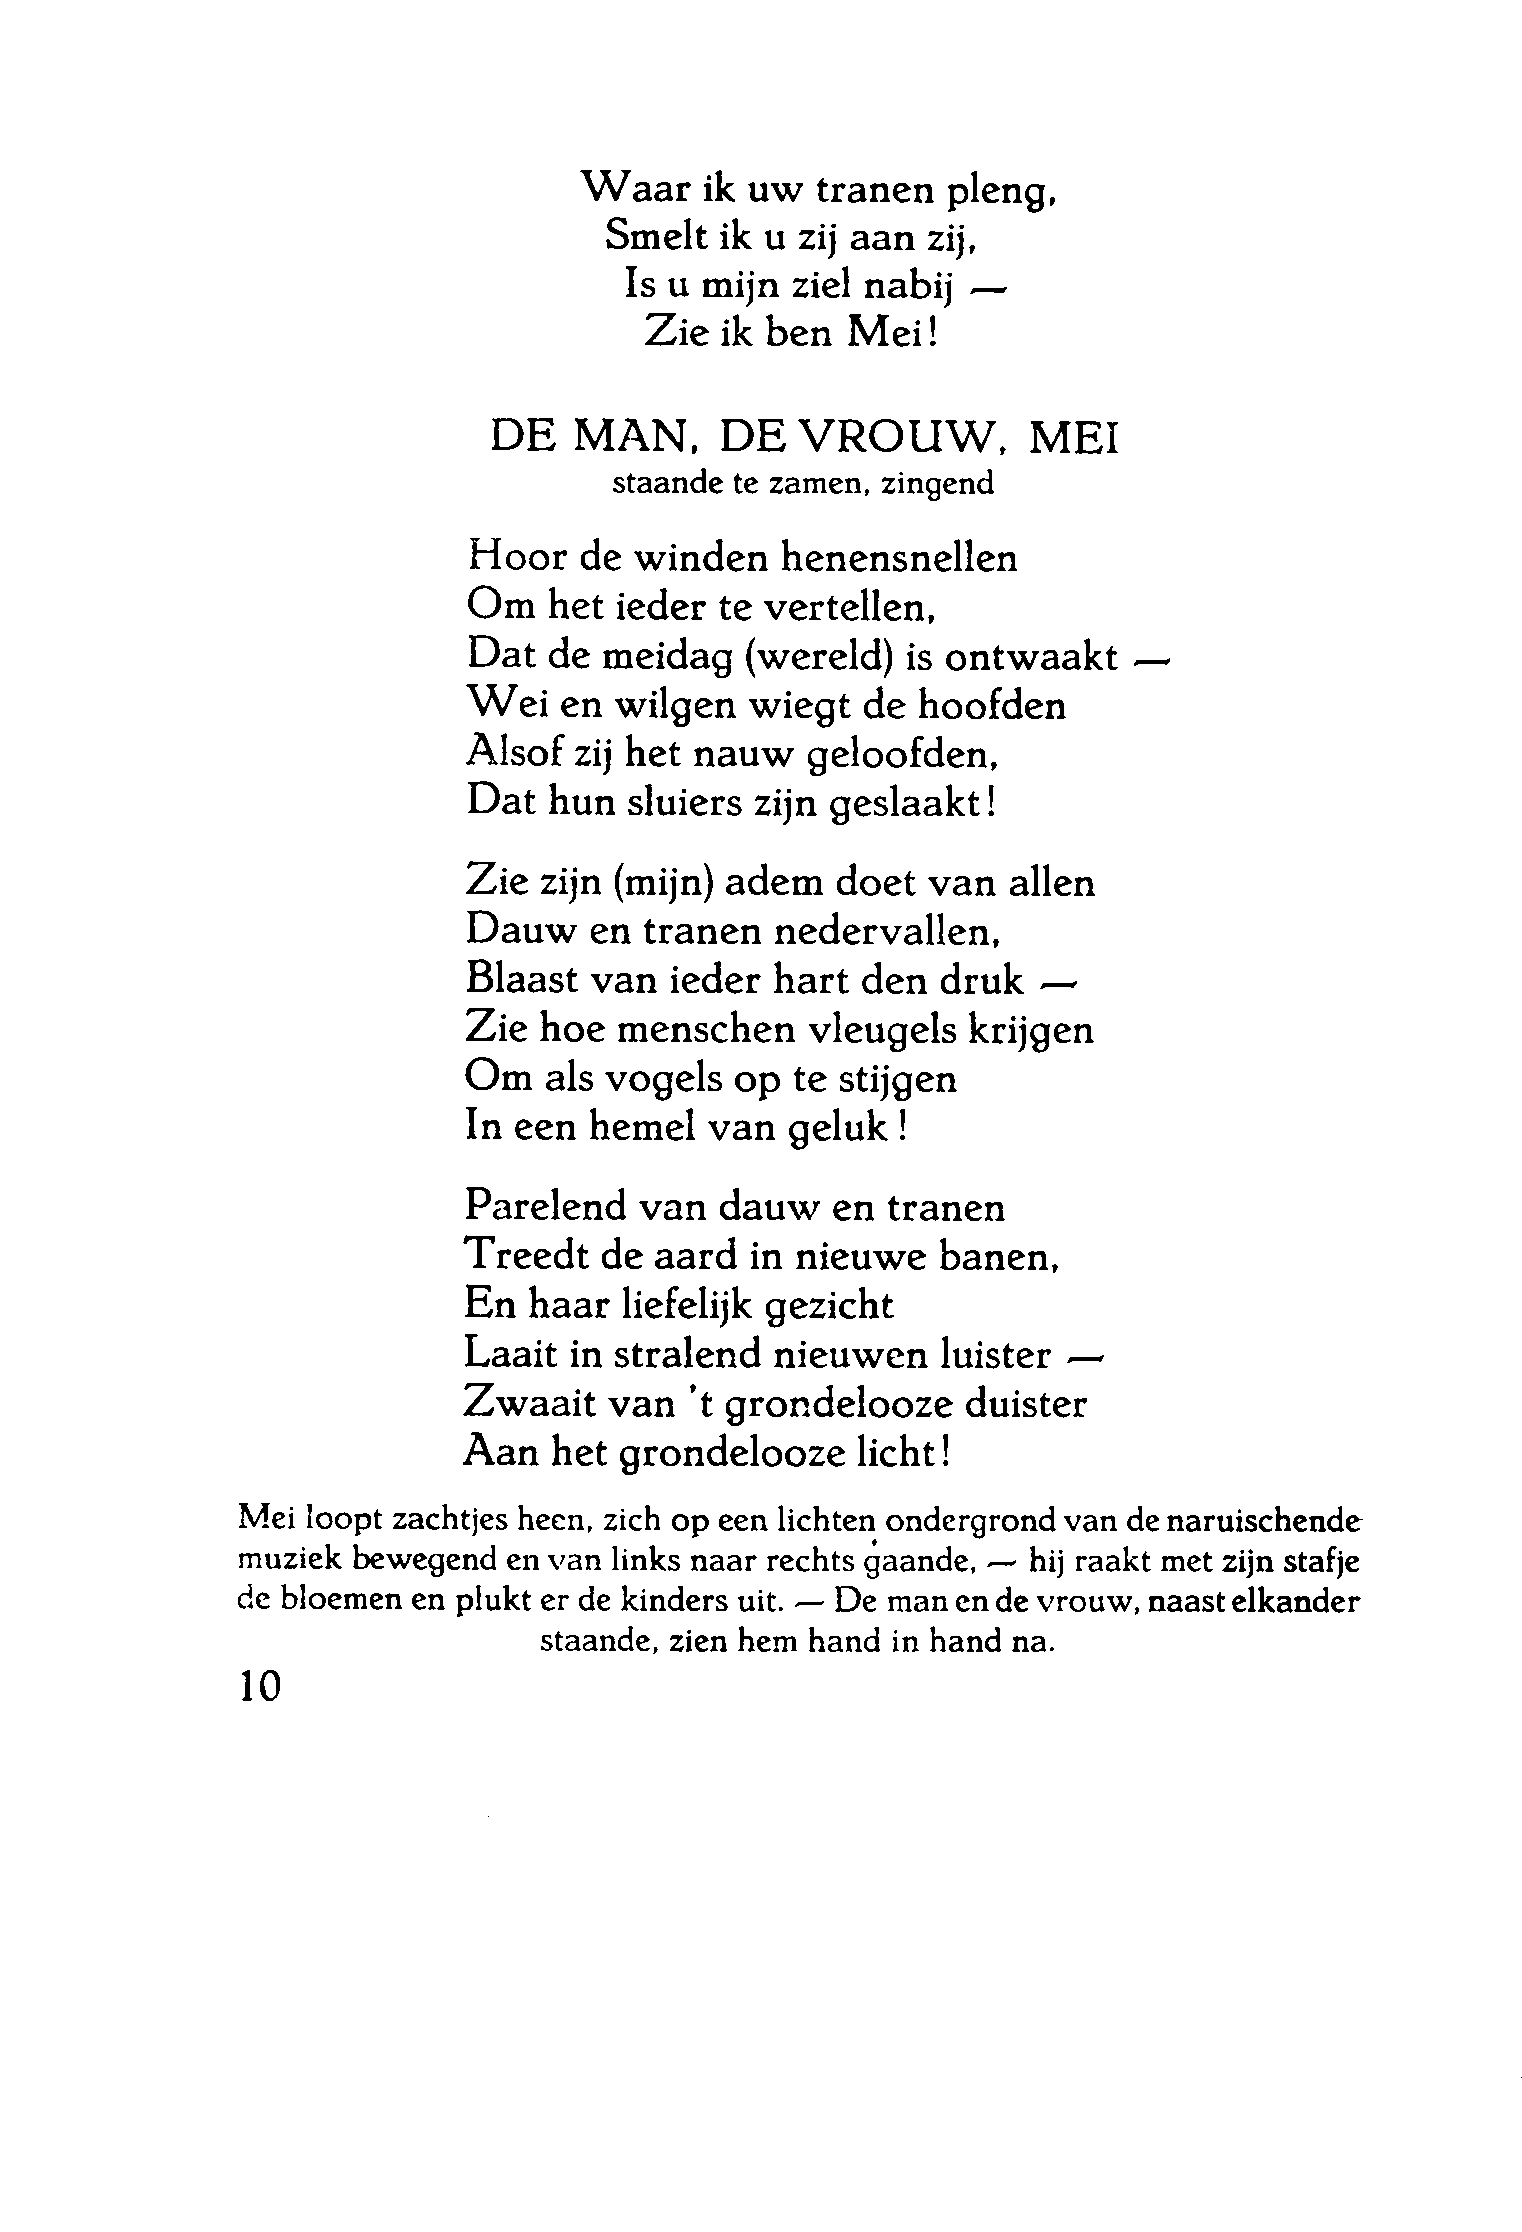 Waar ik uw tranen pleng,
Smelt ik u zij aan zij,
Is u mijn ziel nabij —
Zie ik ben Mei!
DE MAN, DE VROUW, MEI
staande te zamen, zingend
Hoor de winden henensnellen
Om het ieder te vertellen,
Dat de meidag (wereld) is ontwaakt —
Wei en wilgen wiegt de hoofden
Alsof zij het nauw geloofden,
Dat hun sluiers zijn geslaakt!
Zie zijn (mijn) adem doet van allen
Dauw en tranen nedervallen,
Blaast van ieder hart den druk —
Zie hoe menschen vleugels krijgen
Om als vogels op te stijgen
In een hemel van geluk!
Parelend van dauw en tranen
Treedt de aard in nieuwe banen,
En haar liefelijk gezicht
Laait in stralend nieuwen luister —
Zwaait van 't grondelooze duister
Aan het grondelooze licht!
Mei loopt zachtjes heen, zich op een lichten ondergrond van de naruischende
muziek bewegend en van links naar rechts gaande, — hij raakt met zijn stafje
de bloemen en plukt er de kinders uit. — De man en de vrouw, naast elkander
staande, zien hem hand in hand na.
10